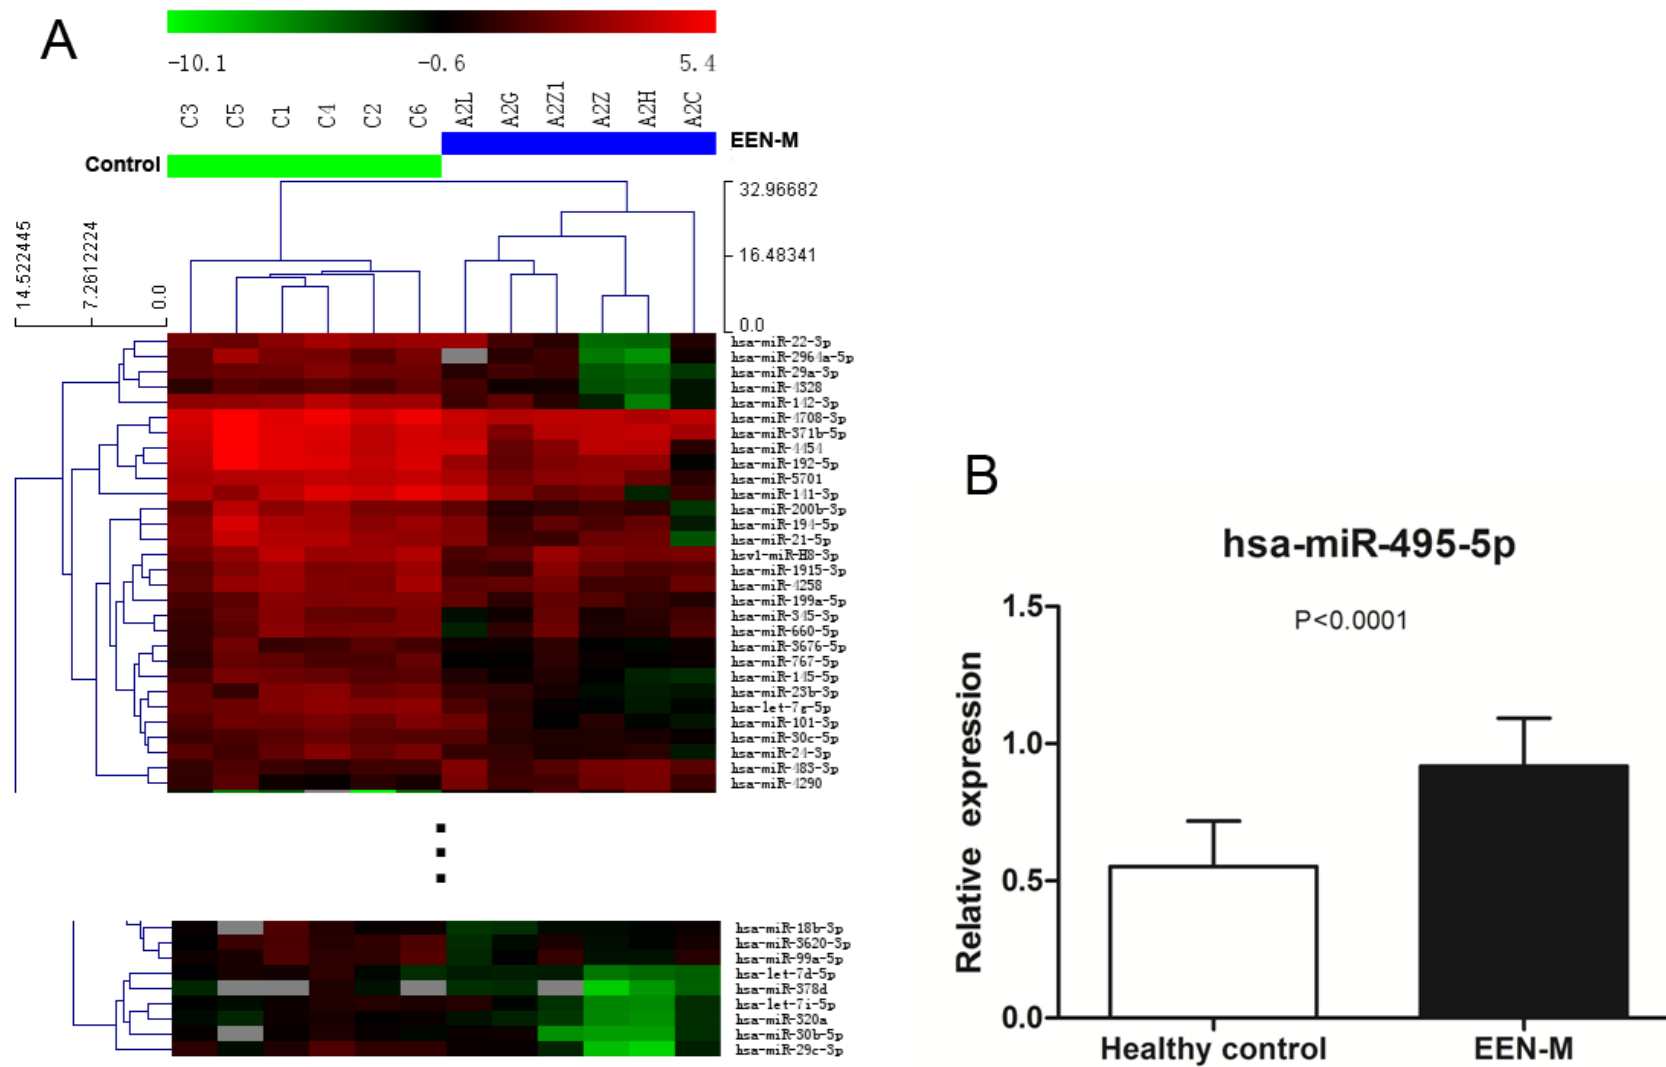 A
-10.1 -0.6 5.4
C3 C5 C1 C4 C2 C6 A2L A2G A2Z1 A2Z A2H A2C
EEN-M
Control
32.96682
16.48341
0.0
14.522445 7.2612224 0.0
hsa-miR-22-3p
hsa-miR-2964a-5p
hsa-miR-29a-3p
hsa-miR-4328
hsa-miR-142-3p
hsa-miR-4708-3p
hsa-miR-371b-5p
hsa-miR-4454
hsa-miR-192-5p
hsa-miR-5701
hsa-miR-141-3p
hsa-miR-200b-3p
hsa-miR-194-5p
hsa-miR-21-5p
hsv1-miR-H8-3p
hsa-miR-1915-3p
hsa-miR-4258
hsa-miR-199a-5p
hsa-miR-345-3p
hsa-miR-660-5p
hsa-miR-3676-5p
hsa-miR-767-5p
hsa-miR-145-5p
hsa-miR-23b-3p
hsa-let-7g-5p
hsa-miR-101-3p
hsa-miR-30c-5p
hsa-miR-24-3p
hsa-miR-483-3p
hsa-miR-4290
hsa-miR-18b-3p
hsa-miR-3620-3p
hsa-miR-99a-5p
hsa-let-7d-5p
hsa-miR-378d
hsa-let-7i-5p
hsa-miR-320a
hsa-miR-30b-5p
hsa-miR-29c-3p
B
hsa-miR-495-5p
P<0.0001
Relative expression
1.5
1.0
0.5
0.0
Healthy control EEN-M